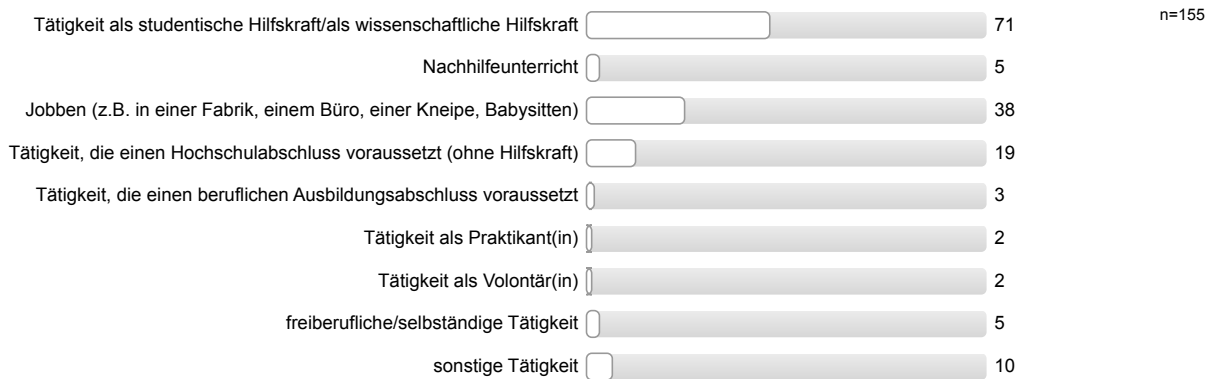 n=155
Tätigkeit als studentische Hilfskraft/als wissenschaftliche Hilfskraft 71
Nachhilfeunterricht 5
Jobben (z.B. in einer Fabrik, einem Büro, einer Kneipe, Babysitten) 38
Tätigkeit, die einen Hochschulabschluss voraussetzt (ohne Hilfskraft) 19
Tätigkeit, die einen beruflichen Ausbildungsabschluss voraussetzt 3
Tätigkeit als Praktikant(in) 2
Tätigkeit als Volontär(in) 2
freiberufliche/selbständige Tätigkeit 5
sonstige Tätigkeit 10